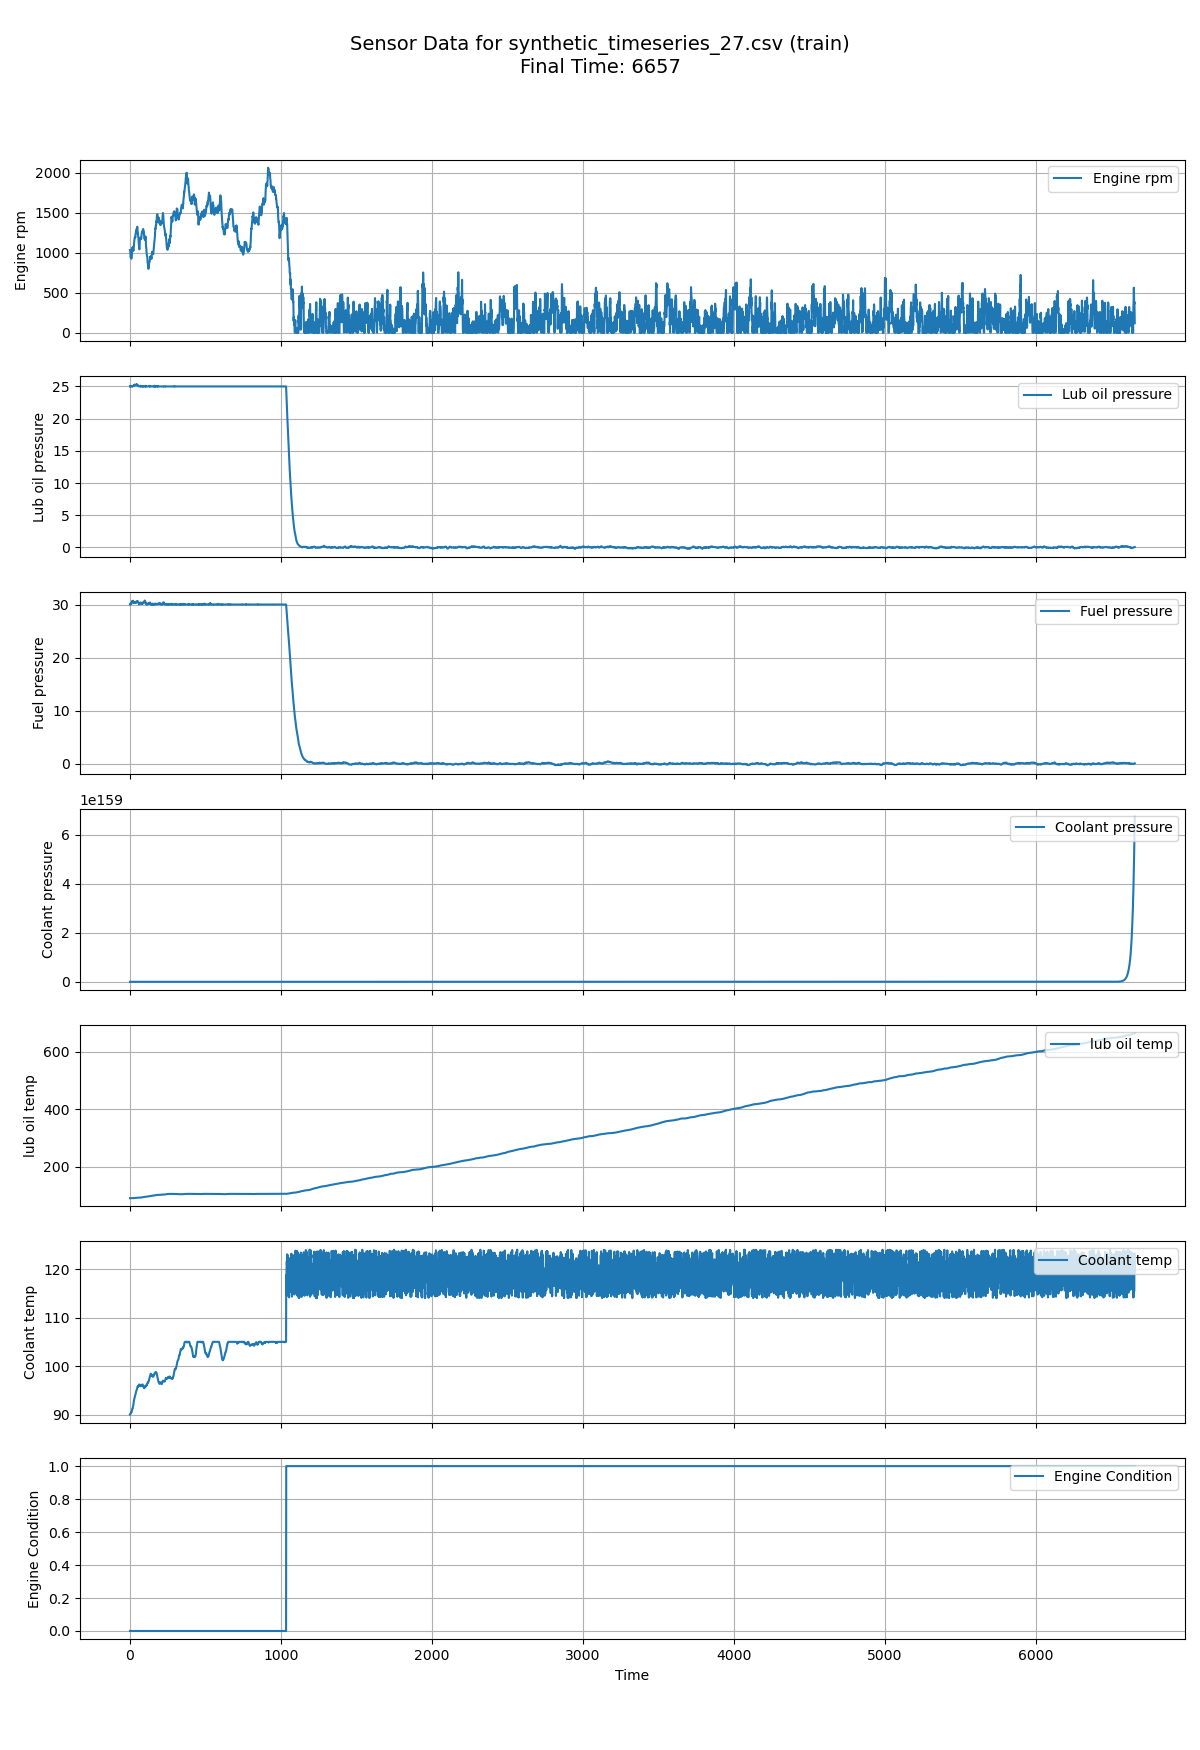 Sensor Data for synthetic_timeseries_27.csv (train)
Final Time: 6657
2000
1500
1000
500
0
Engine rpm
Engine rpm
25
20
15
10
5
0
Lub oil pressure
Lub oil pressure
30
20
10
0
Fuel pressure
Fuel pressure
1e159
6
4
2
0
Coolant pressure
Coolant pressure
600
400
200
lub oil temp
lub oil temp
120
110
100
90
Coolant temp
Coolant temp
1.0
0.8
0.6
0.4
0.2
0.0
Engine Condition
Engine Condition
0 1000 2000 3000 4000 5000 6000
Time